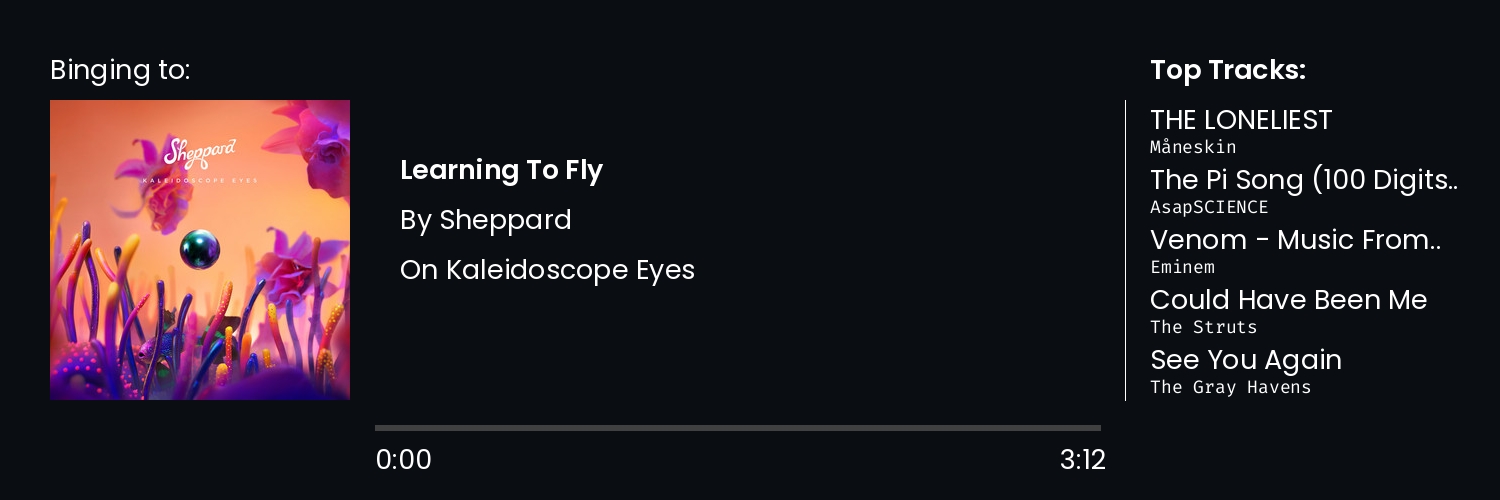 Binging to:
Sheppard
KALEIDOSCOPE EYES
Learning To Fly
By Sheppard
On Kaleidoscope Eyes
0:00
3:12
Top Tracks:
THE LONELIEST
Måneskin
The Pi Song (100 Digits..
AsapSCIENCE
Venom - Music From..
Eminem
Could Have Been Me
The Struts
See You Again
The Gray Havens